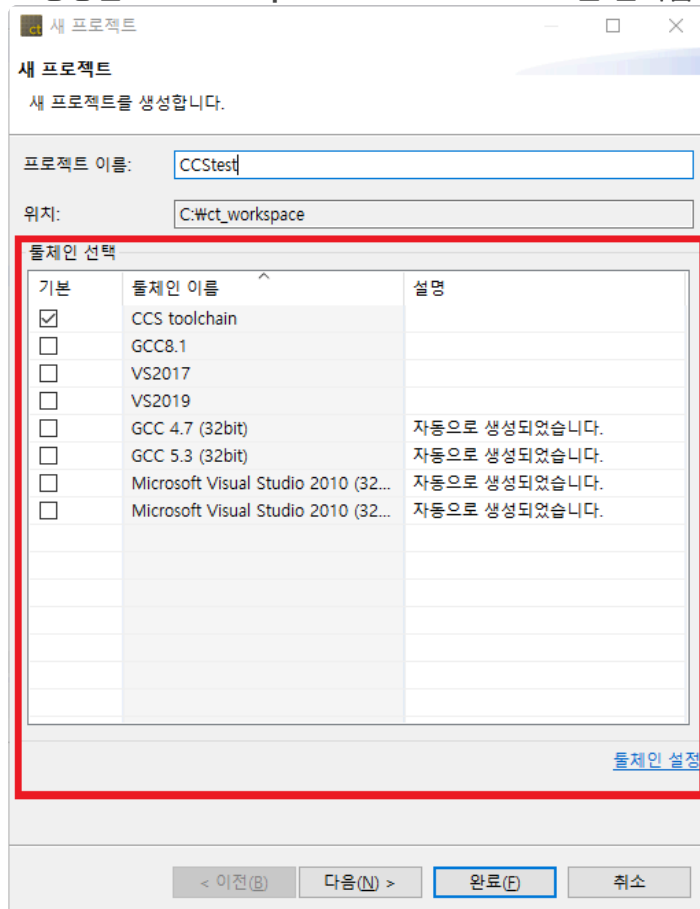 ct 새 프로젝트
새 프로젝트
새 프로젝트를 생성합니다.
프로젝트 이름: CCStest
위치: C:₩ct_workspace
툴체인 선택
기본 툴체인 이름 설명
CCS toolchain
GCC8.1
VS2017
VS2019
GCC 4.7 (32bit) 자동으로 생성되었습니다.
GCC 5.3 (32bit) 자동으로 생성되었습니다.
Microsoft Visual Studio 2010 (32... 자동으로 생성되었습니다.
Microsoft Visual Studio 2010 (32... 자동으로 생성되었습니다.
툴체인 설정
< 이전(B) 다음(N) > 완료(F) 취소